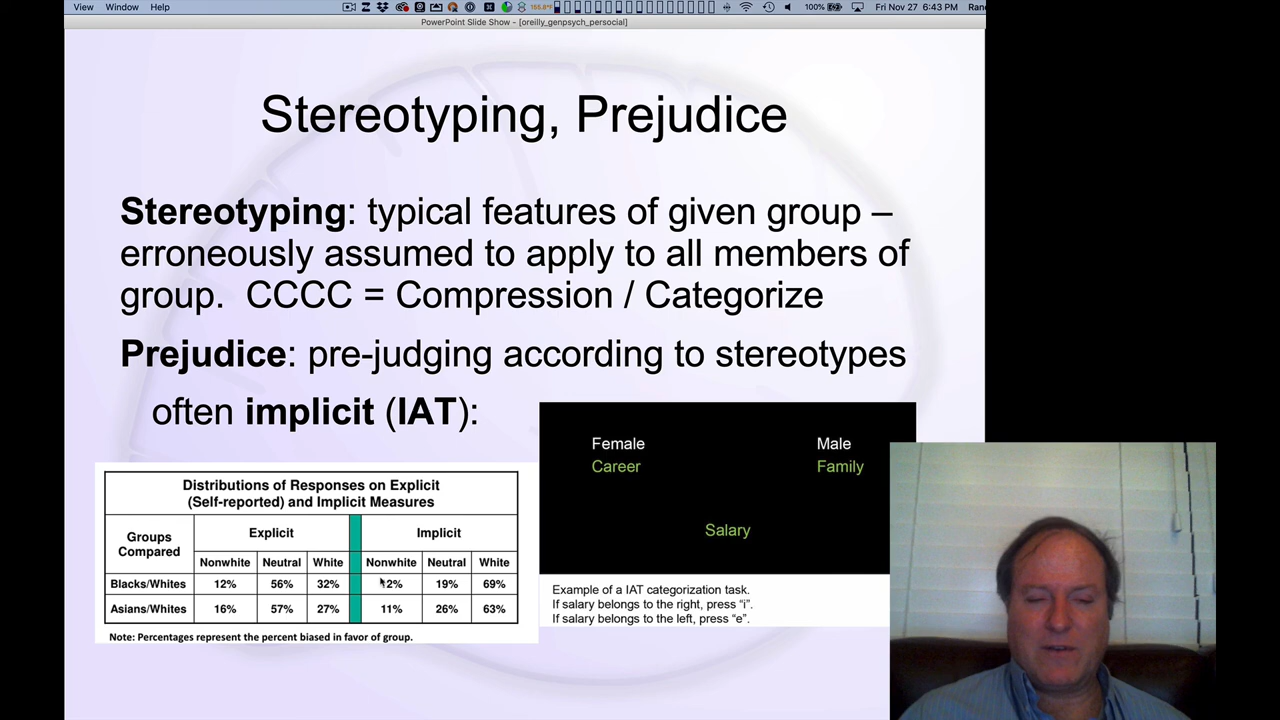 View Window Help 155.8°F 100% Fri Nov 27 6:43 PM Rand
PowerPoint Slide Show - [oreilly_genpsych_persocial]
Stereotyping, Prejudice
Stereotyping: typical features of given group –
erroneously assumed to apply to all members of
group. CCCC = Compression / Categorize
Prejudice: pre-judging according to stereotypes
often implicit (IAT):
Distributions of Responses on Explicit
(Self-reported) and Implicit Measures
Groups
Compared
Explicit Implicit
Nonwhite Neutral White Nonwhite Neutral White
Blacks/Whites 12% 56% 32% 19% 69%
Asians/Whites 16% 57% 27% 11% 26% 63%
Note: Percentages represent the percent biased in favor of group.
Female Male
Career Family
Salary
Example of a IAT categorization task.
If salary belongs to the right, press “i”.
If salary belongs to the left, press “e”.